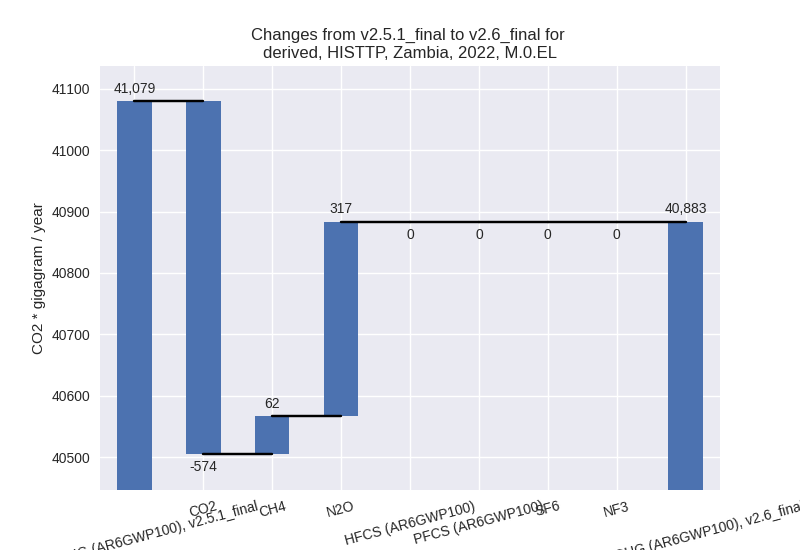 Changes from v2.5.1_final to v2.6_final for
derived, HISTTP, Zambia, 2022, M.0.EL
CO2 * gigagram / year
41100
41000
40900
40800
40700
40600
40500
41,079
-574
62
317
0
0
0
0
40,883
(AR6GWP100), v2.5.1_final
CO2
CH4
N2O
HFCS (AR6GWP100)
PFCS (AR6GWP100)
SF6
NF3
(AR6GWP100), v2.6_final